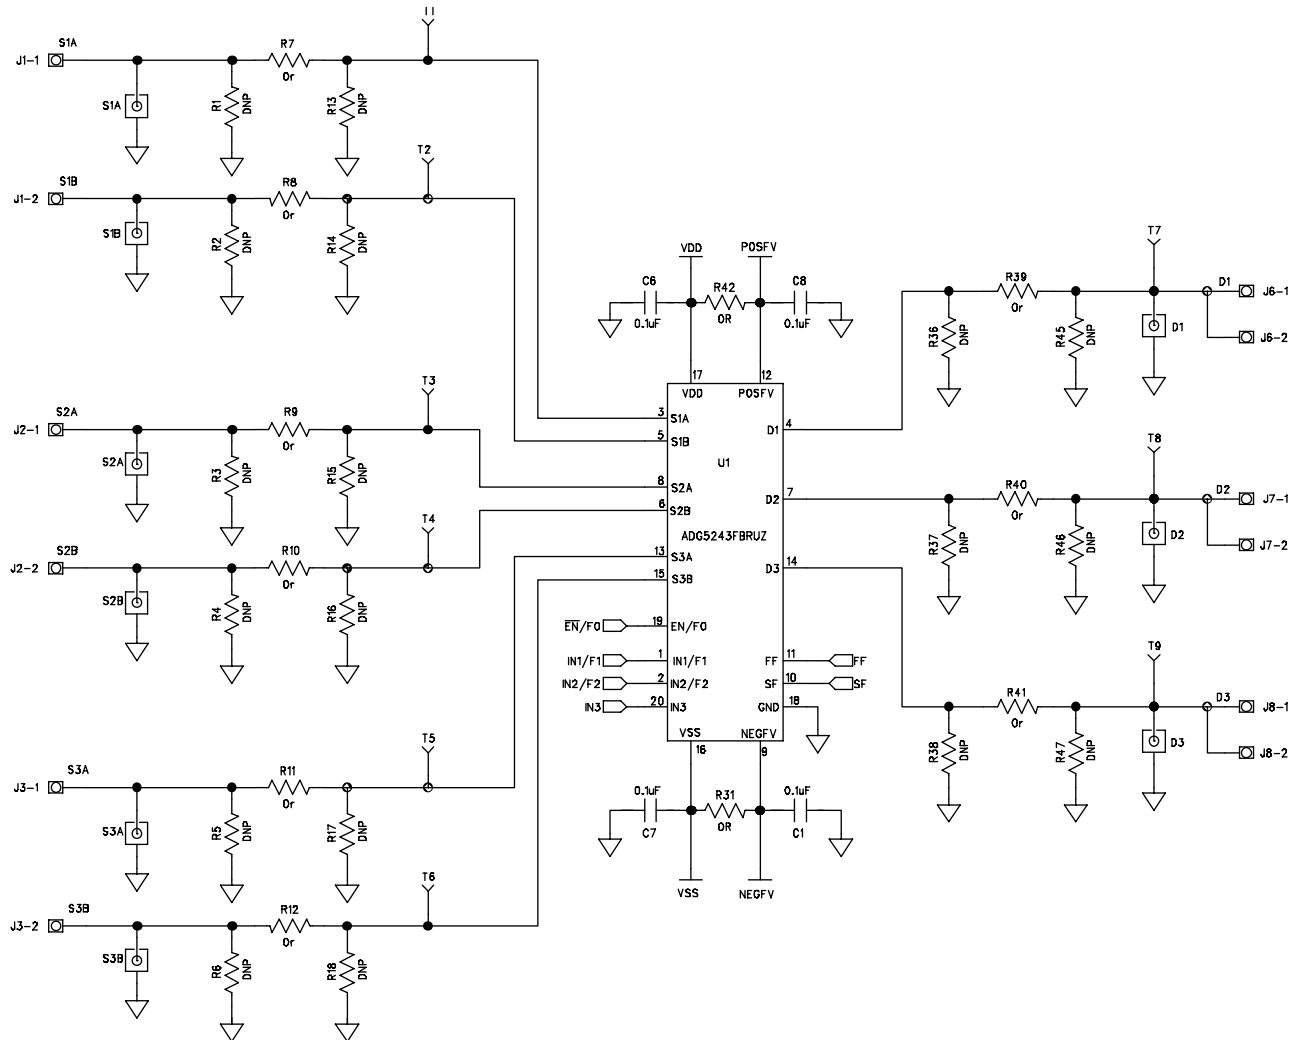 S1A
J1-1
R7
0r
S1A
R1
DNP
R13
DNP
T2
S1B
J1-2
R8
0r
S1B
R2
DNP
R14
DNP
T3
S2A
J2-1
R9
0r
S2A
R3
DNP
R15
DNP
T4
S2B
J2-2
R10
0r
S2B
R4
DNP
R16
DNP
T5
S3A
J3-1
R11
0r
S3A
R5
DNP
R17
DNP
T6
S3B
J3-2
R12
0r
S3B
R6
DNP
R18
DNP
VDD
POSFV
C6
0.1uF
R42
0R
C8
0.1uF
17
VDD
12
POSFV
3
S1A
5
S1B
8
S2A
6
S2B
13
S3A
15
S3B
EN/F0
19
EN/F0
IN1/F1
1
IN1/F1
IN2/F2
2
IN2/F2
IN3
20
IN3
U1
ADG5243FBRUZ
D1
4
D2
7
D3
14
FF
11
FF
SF
10
SF
GND
18
VSS
16
NEGFV
9
0.1uF
C7
R31
0R
0.1uF
C1
VSS
NEGFV
T7
R39
0r
D1
J6-1
J6-2
R36
DNP
R45
DNP
D1
T8
R40
0r
D2
J7-1
J7-2
R37
DNP
R46
DNP
D2
T9
R41
0r
D3
J8-1
J8-2
R38
DNP
R47
DNP
D3